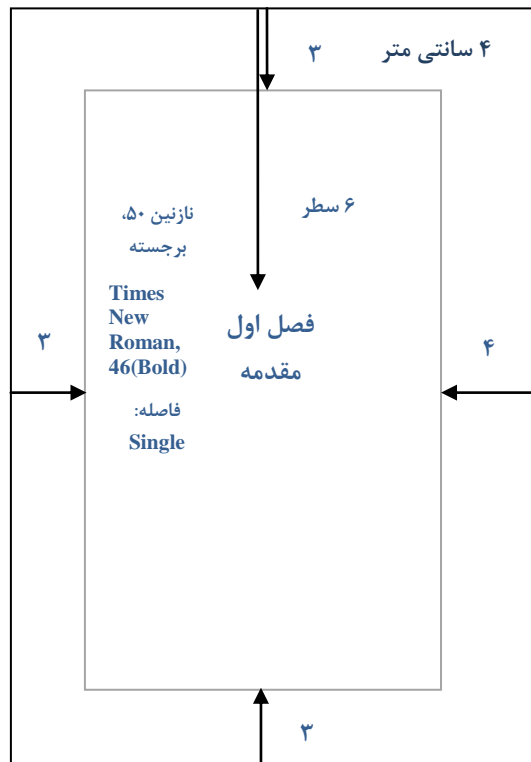 ۴ سانتی متر
۳
۶ سطر
نازنین ۵۰،
برجسته
Times
New
Roman,
46(Bold)
فاصله:
Single
فصل اول
مقدمه
۴
۳
۳